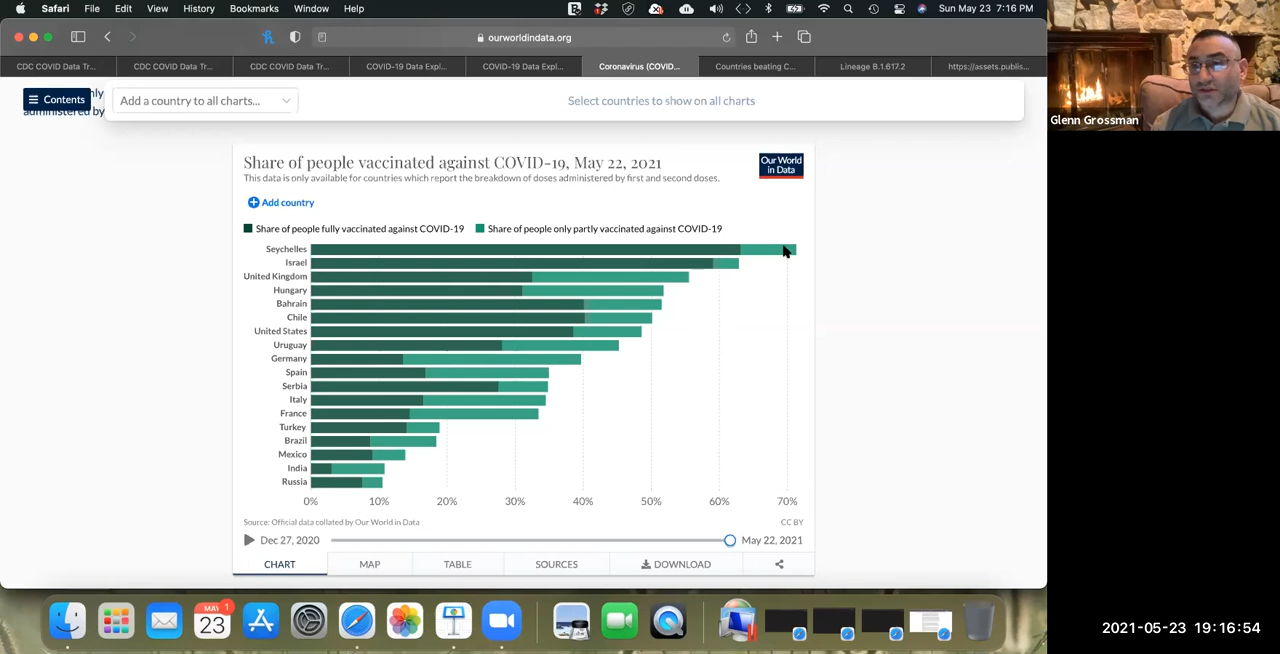 Safari File Edit View History Bookmarks Window Help Sun May 23 7:16 PM
ourworldindata.org
CDC COVID Data Tr... CDC COVID Data Tr... CDC COVID Data Tr... COVID-19 Data Expl... COVID-19 Data Expl... Coronavirus (COVID... Countries beating C... Lineage B.1.617.2 https://assets.publis...
Contents
Add a country to all charts...
Select countries to show on all charts
administered by
Glenn Grossman
Share of people vaccinated against COVID-19, May 22, 2021
Our World
in Data
This data is only available for countries which report the breakdown of doses administered by first and second doses.
Add country
Share of people fully vaccinated against COVID-19 Share of people only partly vaccinated against COVID-19
Seychelles
Israel
United Kingdom
Hungary
Bahrain
Chile
United States
Uruguay
Germany
Spain
Serbia
Italy
France
Turkey
Brazil
Mexico
India
Russia
0% 10% 20% 30% 40% 50% 60% 70%
Source: Official data collated by Our World in Data CC BY
Dec 27, 2020 May 22, 2021
CHART MAP TABLE SOURCES DOWNLOAD
MAY 1
23
2021-05-23 19:16:54